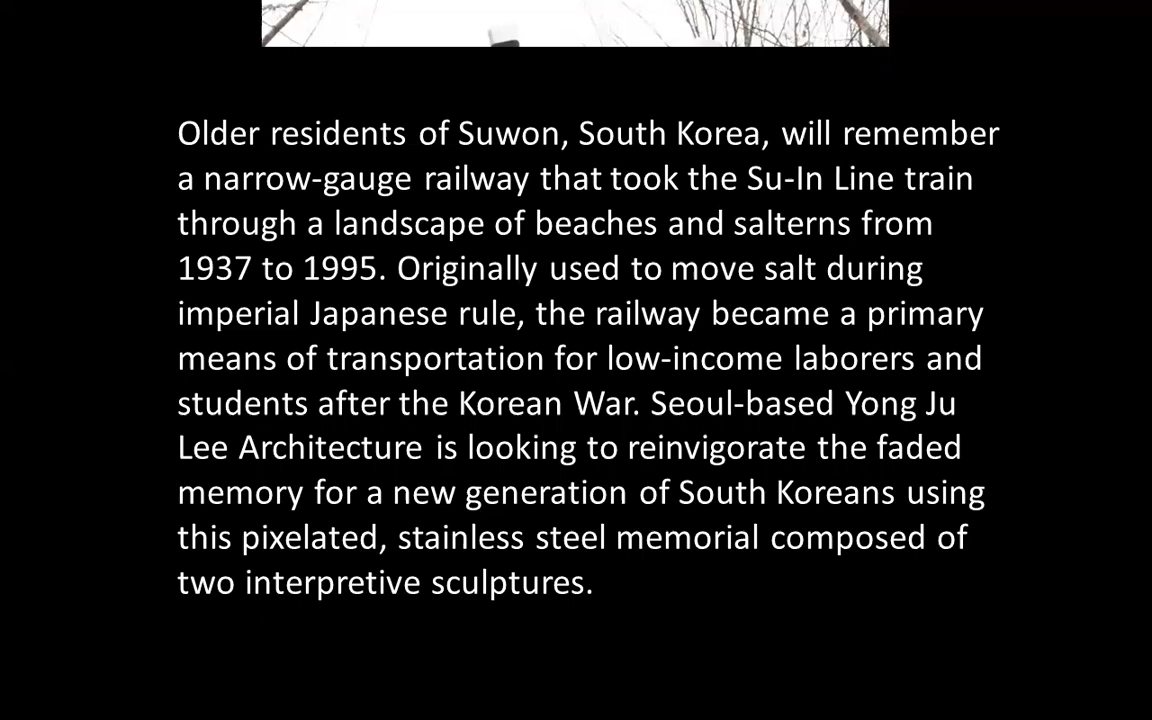 Older residents of Suwon, South Korea, will remember
a narrow-gauge railway that took the Su-In Line train
through a landscape of beaches and salterns from
1937 to 1995. Originally used to move salt during
imperial Japanese rule, the railway became a primary
means of transportation for low-income laborers and
students after the Korean War. Seoul-based Yong Ju
Lee Architecture is looking to reinvigorate the faded
memory for a new generation of South Koreans using
this pixelated, stainless steel memorial composed of
two interpretive sculptures.